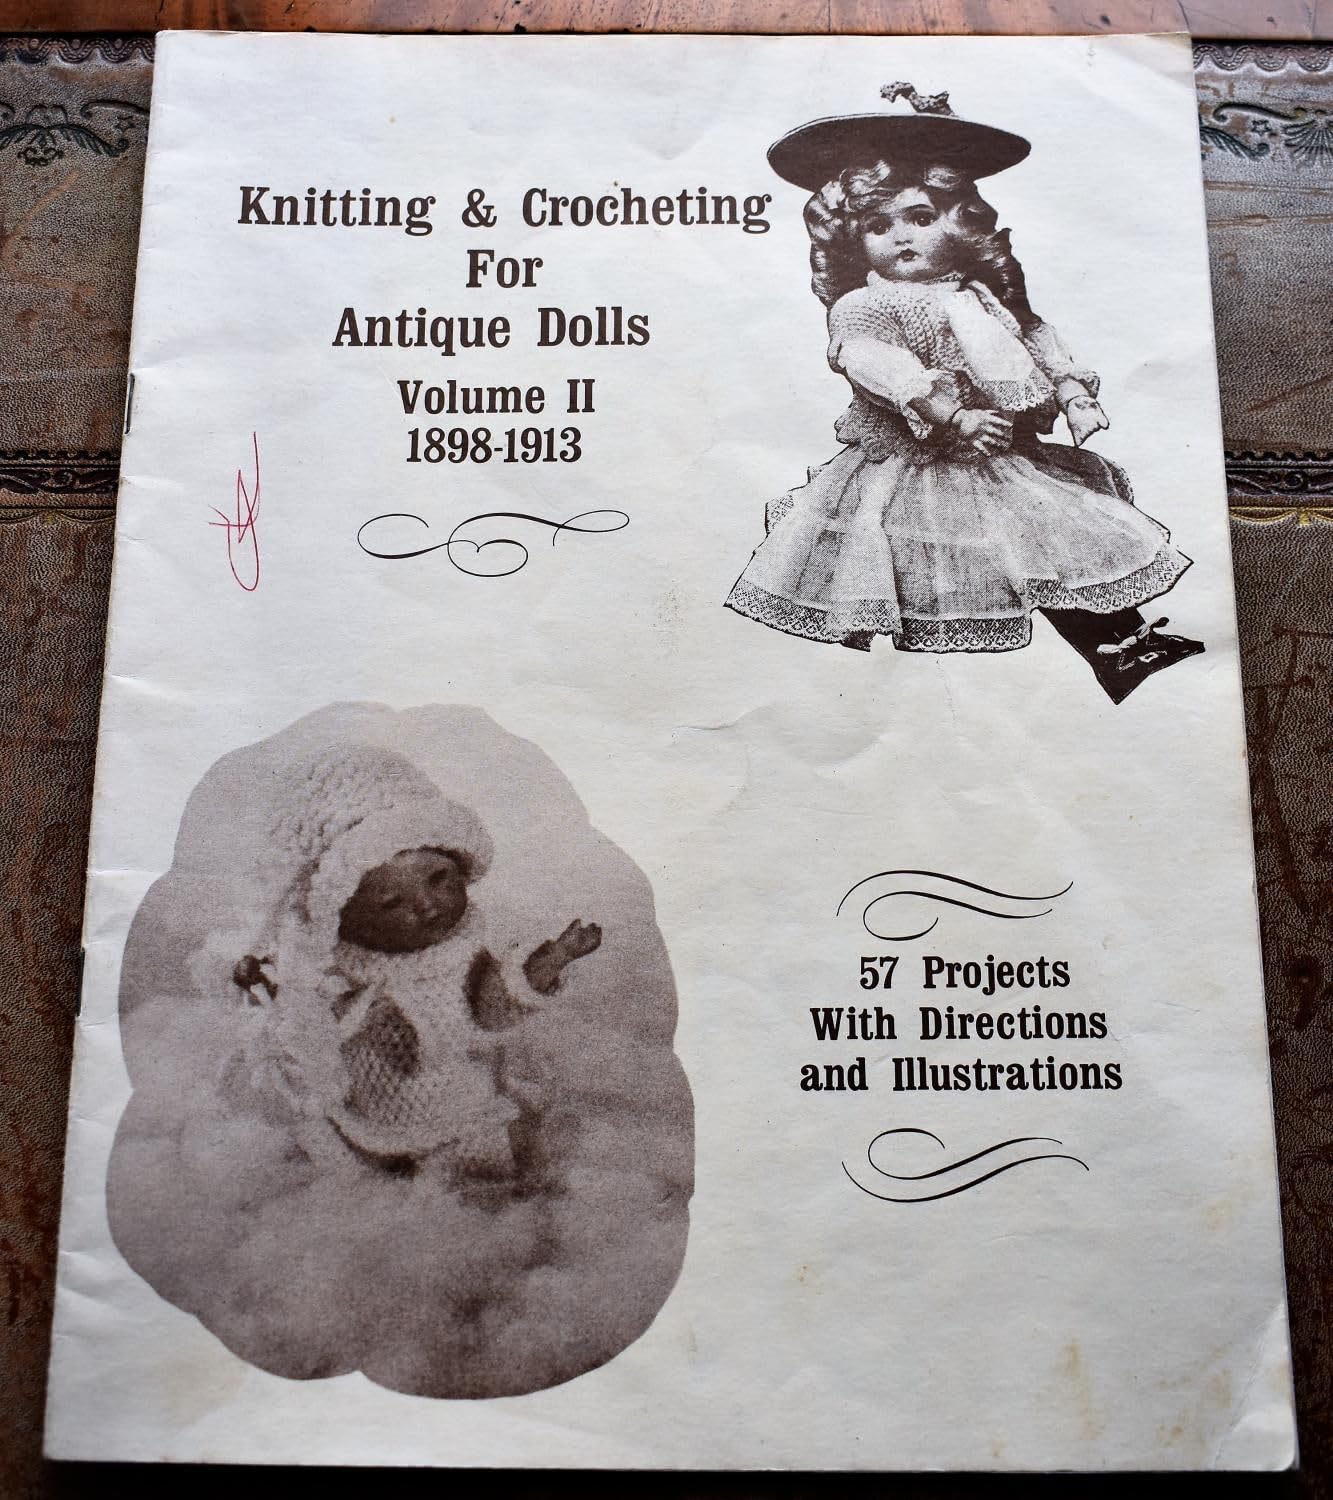 Knitting & Crocheting
For
Antique Dolls
Volume II
1898-1913
57 Projects
With Directions
and Illustrations